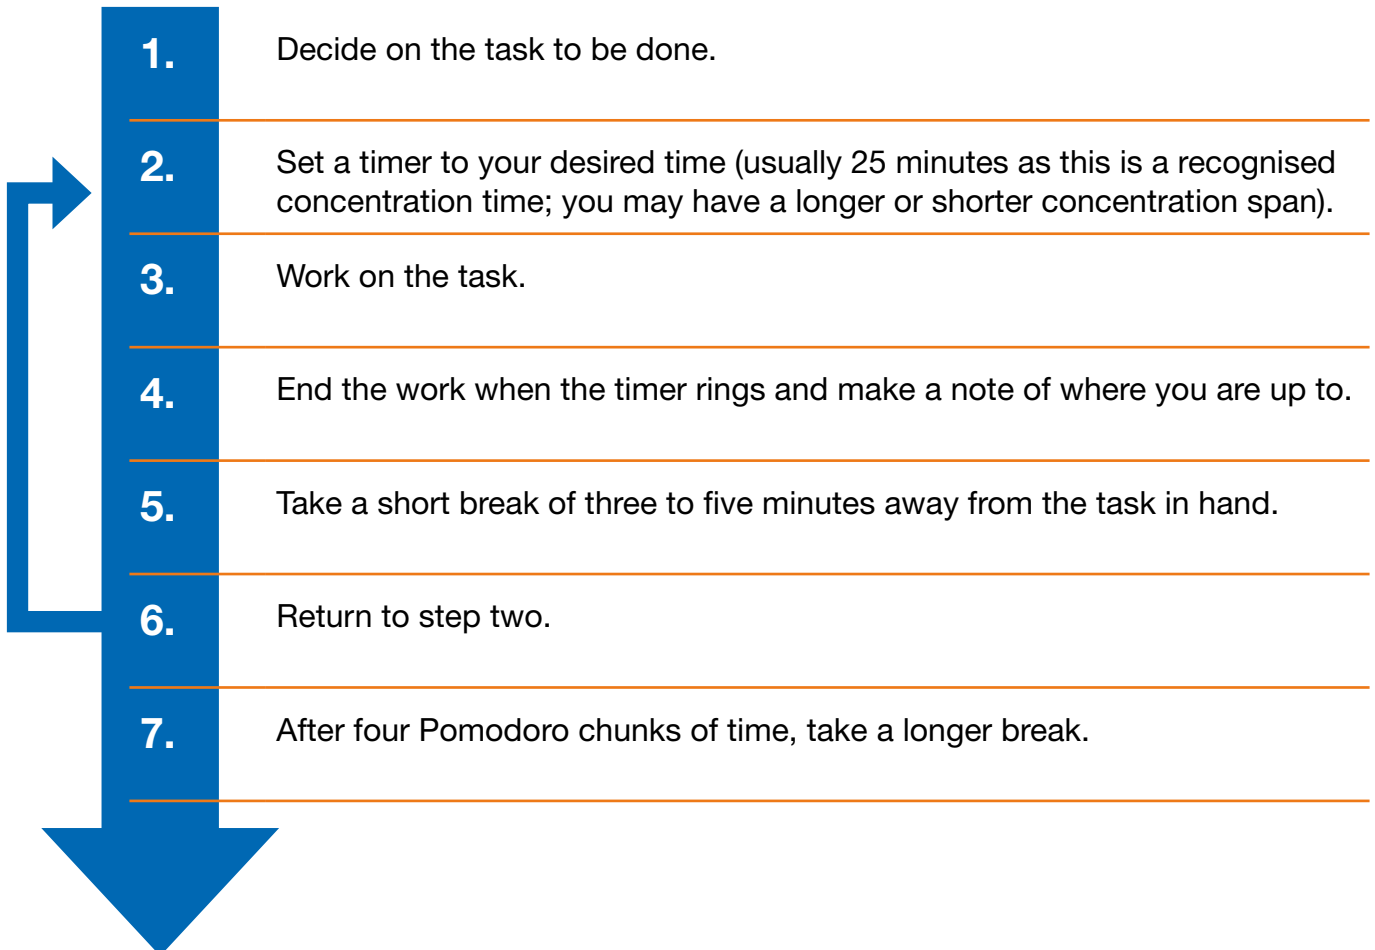 1. Decide on the task to be done.
2. Set a timer to your desired time (usually 25 minutes as this is a recognised
concentration time; you may have a longer or shorter concentration span).
3. Work on the task.
4. End the work when the timer rings and make a note of where you are up to.
5. Take a short break of three to five minutes away from the task in hand.
6. Return to step two.
7. After four Pomodoro chunks of time, take a longer break.